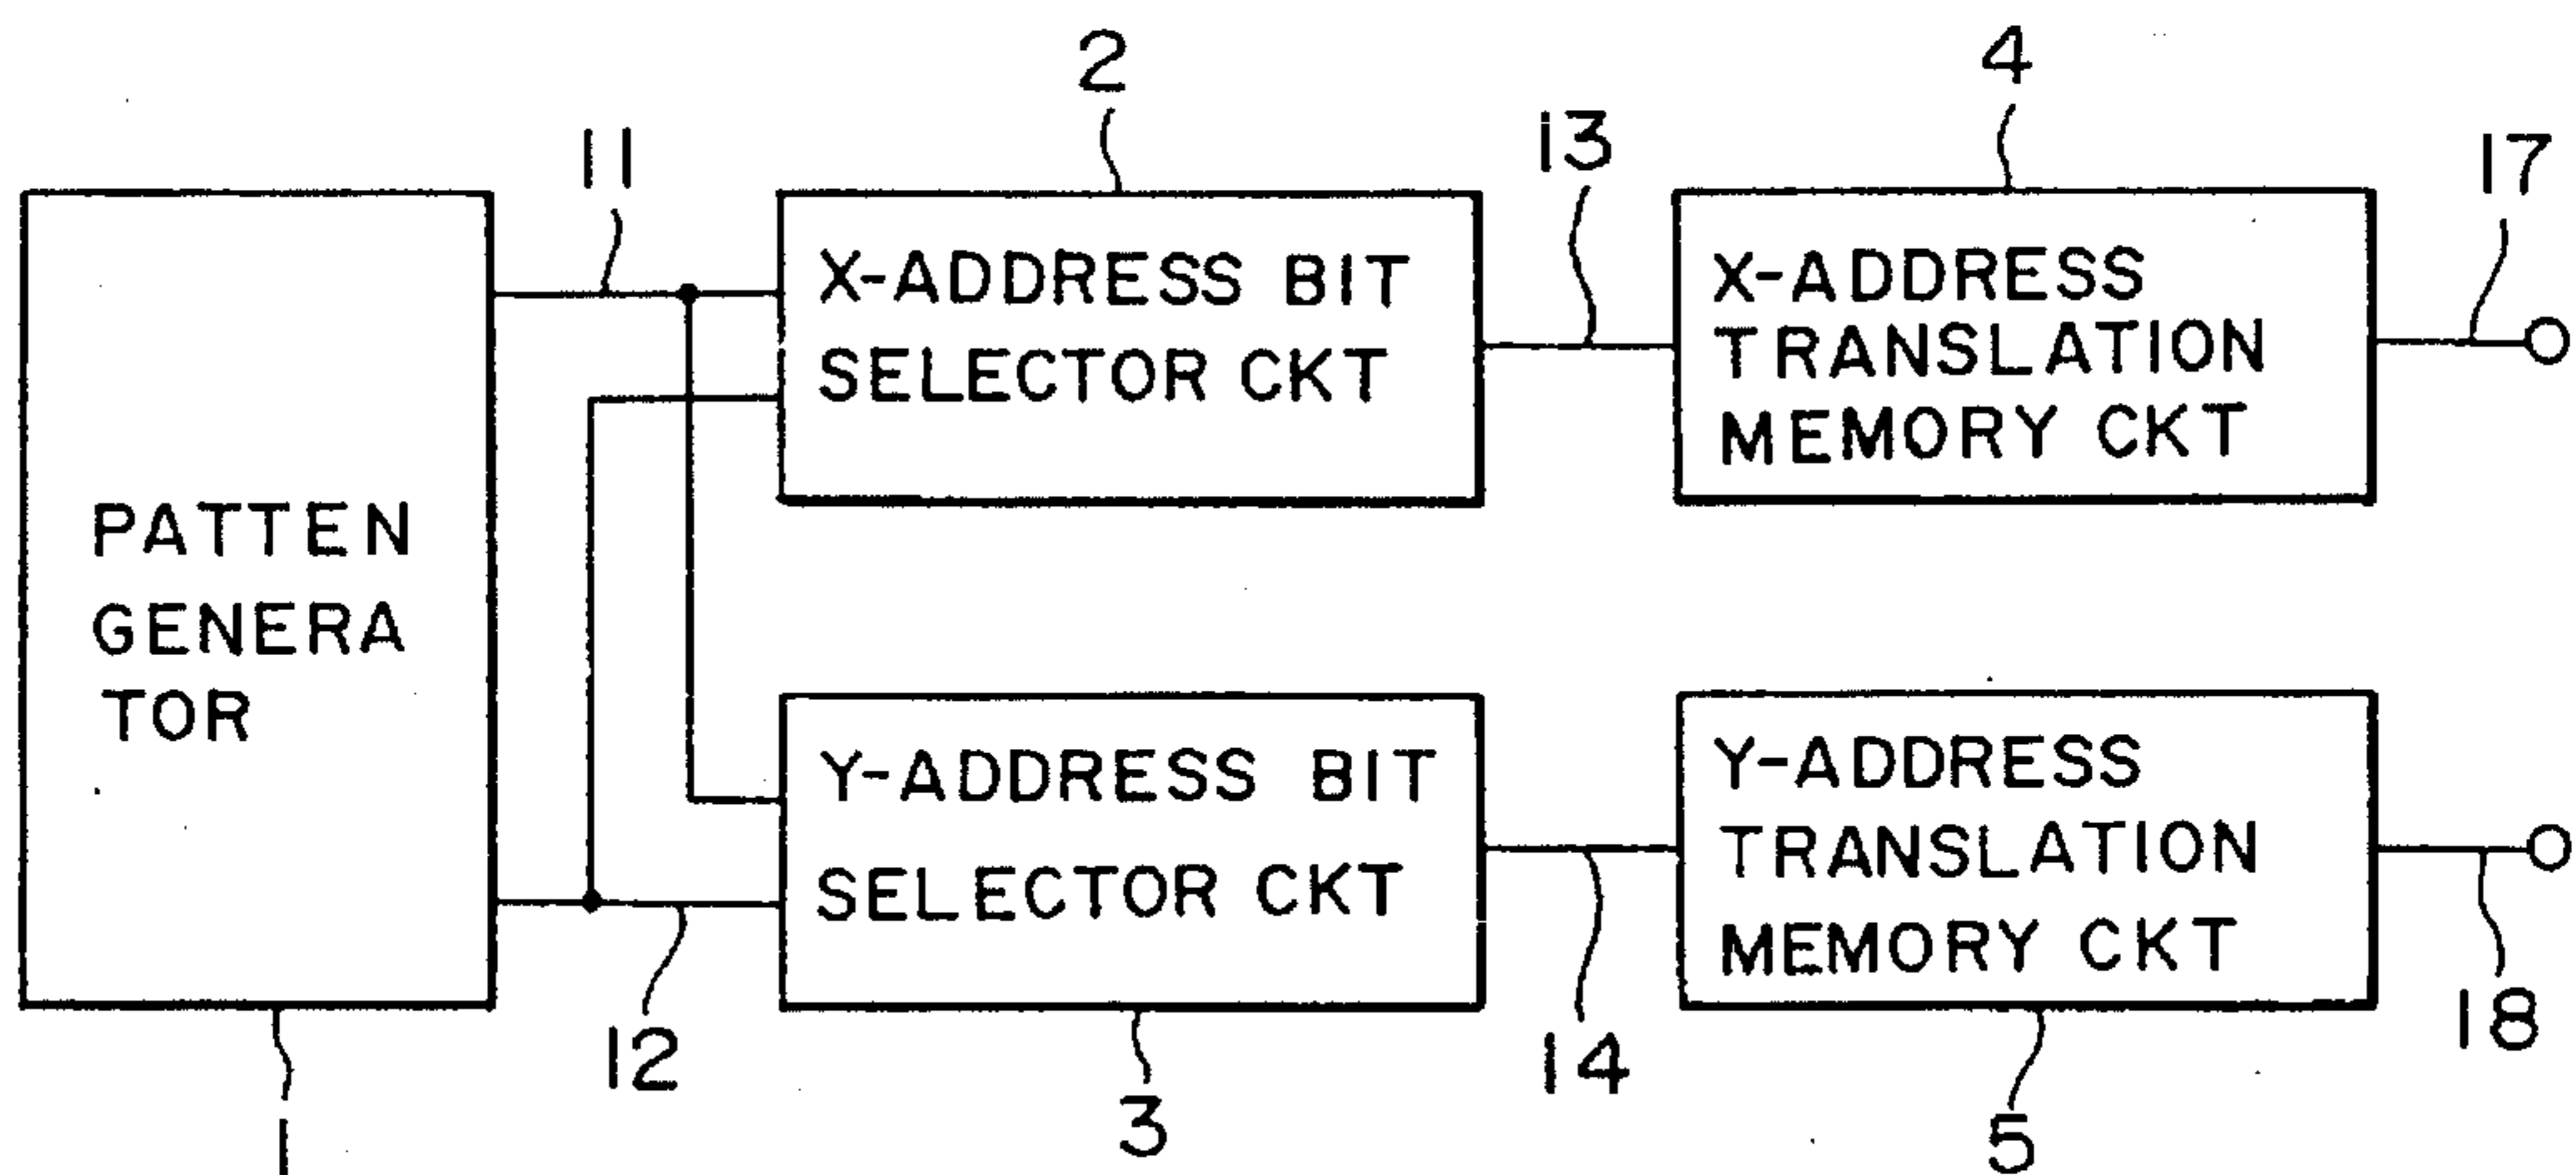 2
4
11
13
17
X-ADDRESS BIT
SELECTOR CKT
X-ADDRESS
TRANSLATION
MEMORY CKT
PATTEN
GENERA
TOR
Y-ADDRESS BIT
SELECTOR CKT
Y-ADDRESS
TRANSLATION
MEMORY CKT
12
14
18
1
3
5